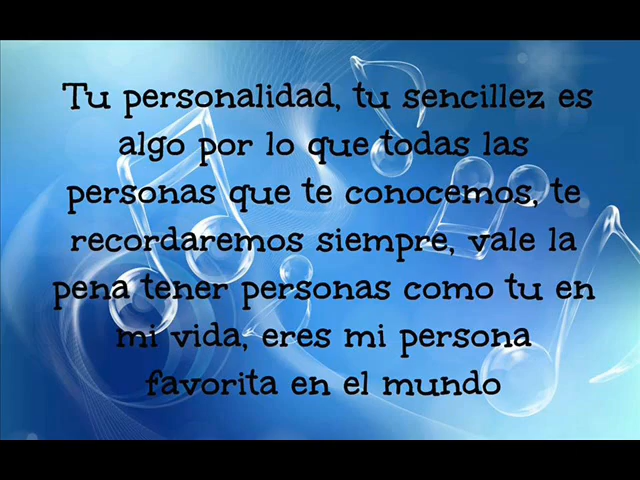 Tu personalidad, tu sencillez es
algo por lo que todas las
personas que te conocemos, te
recordaremos siempre, vale la
pena tener personas como tu en
mi vida, eres mi persona
favorita en el mundo